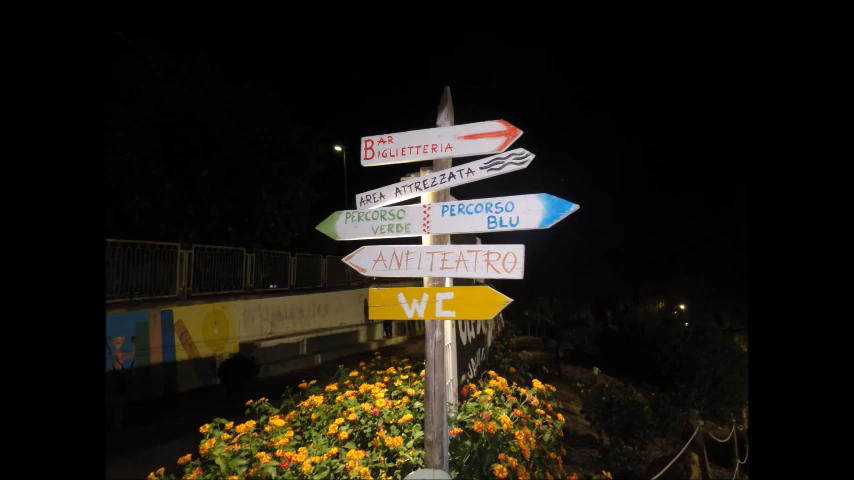 BAR
BIGLIETTERIA
AREA ATTREZZATA
PERCORSO
VERDE
PERCORSO
BLU
ANFITEATRO
WC